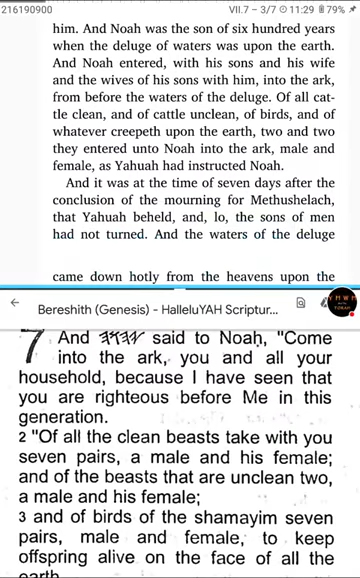 216190900 VII.7 – 3/7 11:29 79%
him. And Noah was the son of six hundred years
when the deluge of waters was upon the earth.
And Noah entered, with his sons and his wife
and the wives of his sons with him, into the ark,
from before the waters of the deluge. Of all cat-
tle clean, and of cattle unclean, of birds, and of
whatever creepeth upon the earth, two and two
they entered unto Noah into the ark, male and
female, as Yahuah had instructed Noah.
And it was at the time of seven days after the
conclusion of the mourning for Methushelach,
that Yahuah beheld, and, lo, the sons of men
had not turned. And the waters of the deluge
came down hotly from the heavens upon the
Bereshith (Genesis) - HalleluYAH Scriptur...
7 And 𐤉𐤄𐤅𐤄 said to Noaḥ, "Come
into the ark, you and all your
household, because I have seen that
you are righteous before Me in this
generation.
2 "Of all the clean beasts take with you
seven pairs, a male and his female;
and of the beasts that are unclean two,
a male and his female;
3 and of birds of the shamayim seven
pairs, male and female, to keep
offspring alive on the face of all the
earth